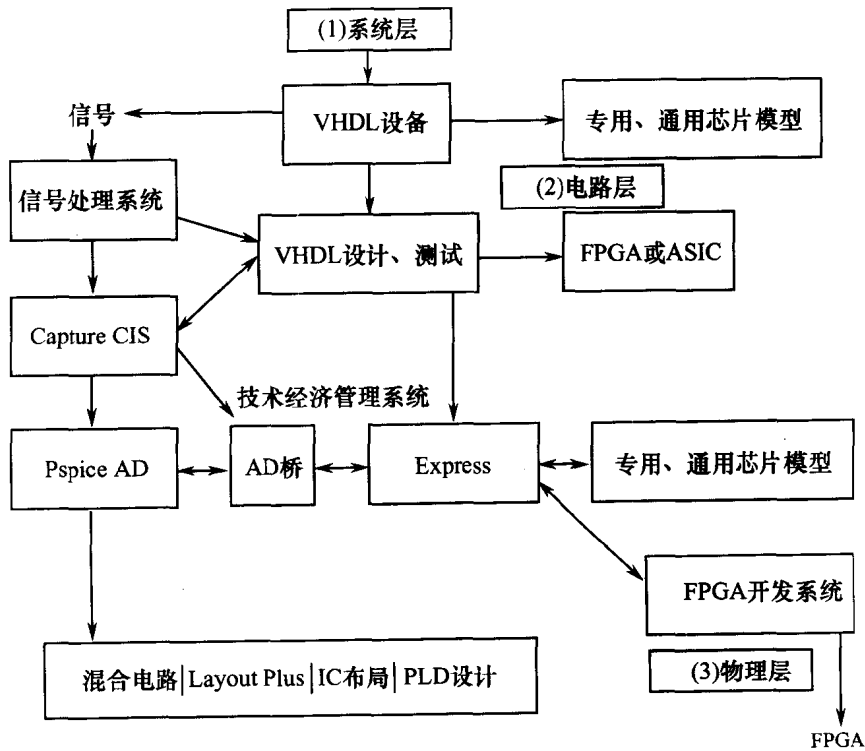 (1)系统层
信号
VHDL设备
专用、通用芯片模型
信号处理系统
(2)电路层
VHDL设计、测试
FPGA或ASIC
Capture CIS
技术经济管理系统
Pspice AD
AD桥
Express
专用、通用芯片模型
FPGA开发系统
混合电路|Layout Plus|IC布局|PLD设计
(3)物理层
FPGA